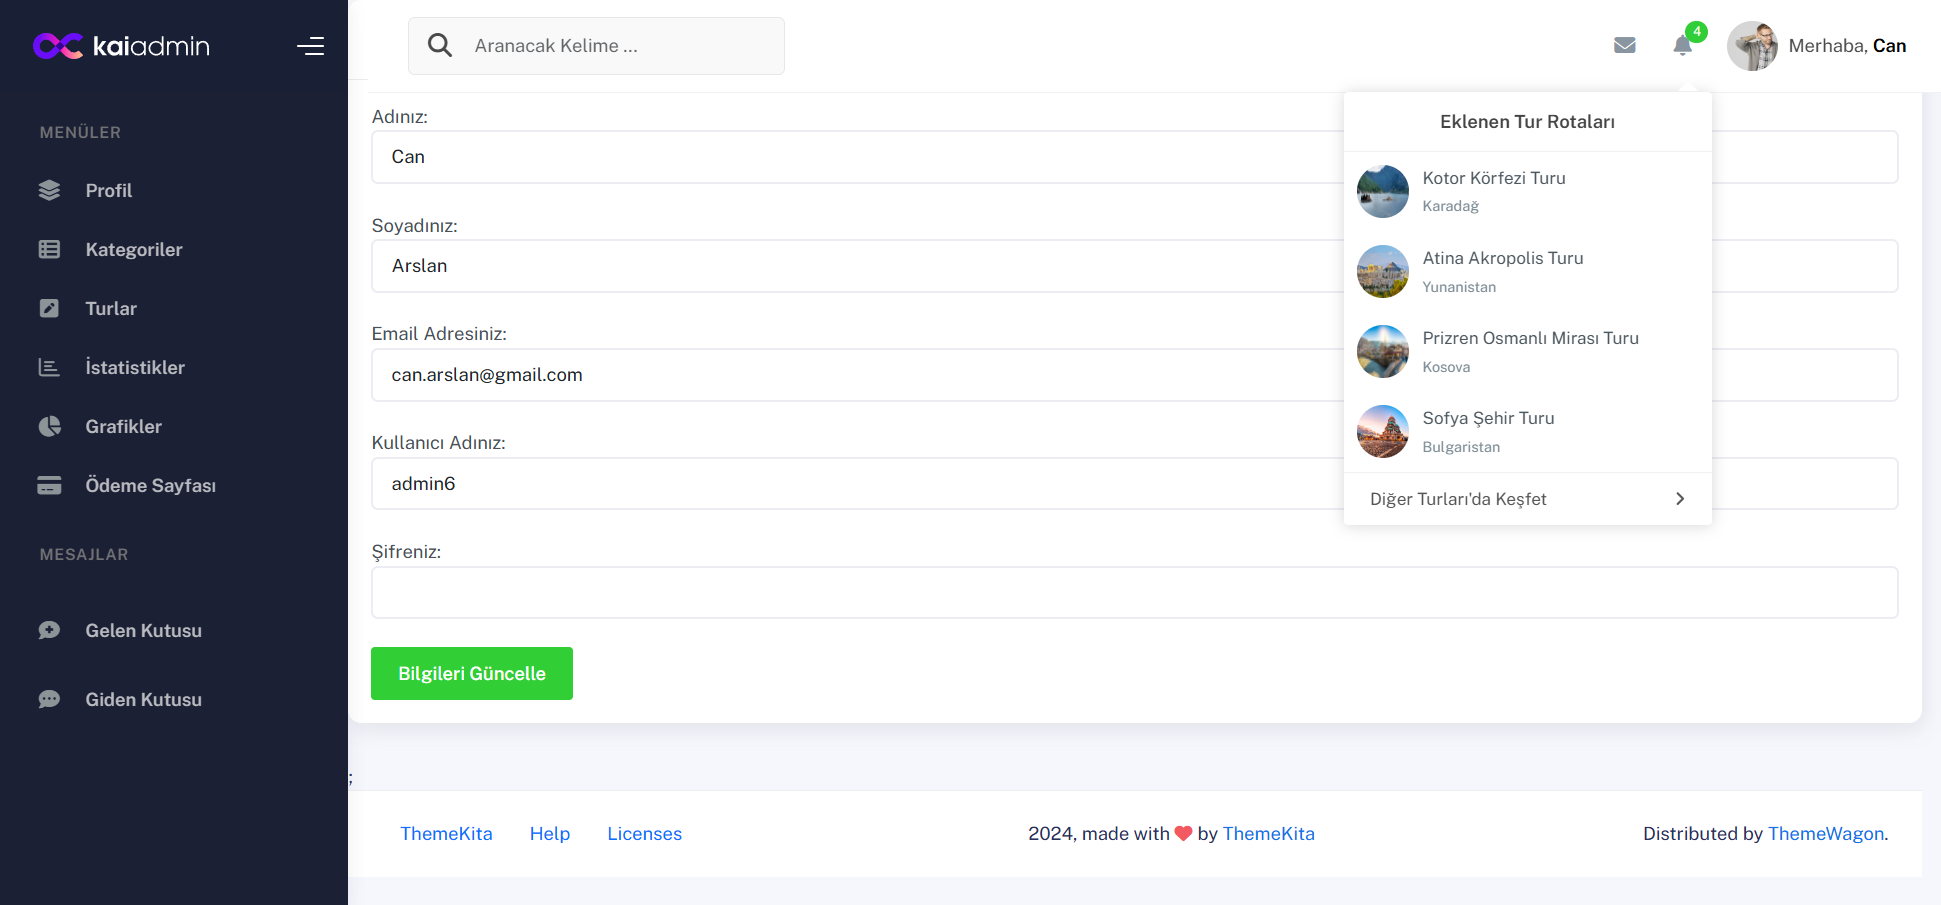 kaiadmin
Aranacak Kelime ...
4
Merhaba, Can
MENÜLER
Profil
Kategoriler
Turlar
İstatistikler
Grafikler
Ödeme Sayfası
MESAJLAR
Gelen Kutusu
Giden Kutusu
Adınız:
Can
Soyadınız:
Arslan
Email Adresiniz:
can.arslan@gmail.com
Kullanıcı Adınız:
admin6
Şifreniz:
Bilgileri Güncelle
Eklenen Tur Rotaları
Kotor Körfezi Turu
Karadağ
Atina Akropolis Turu
Yunanistan
Prizren Osmanlı Mirası Turu
Kosova
Sofya Şehir Turu
Bulgaristan
Diğer Turları'da Keşfet
;
ThemeKita Help Licenses
2024, made with by ThemeKita
Distributed by ThemeWagon.